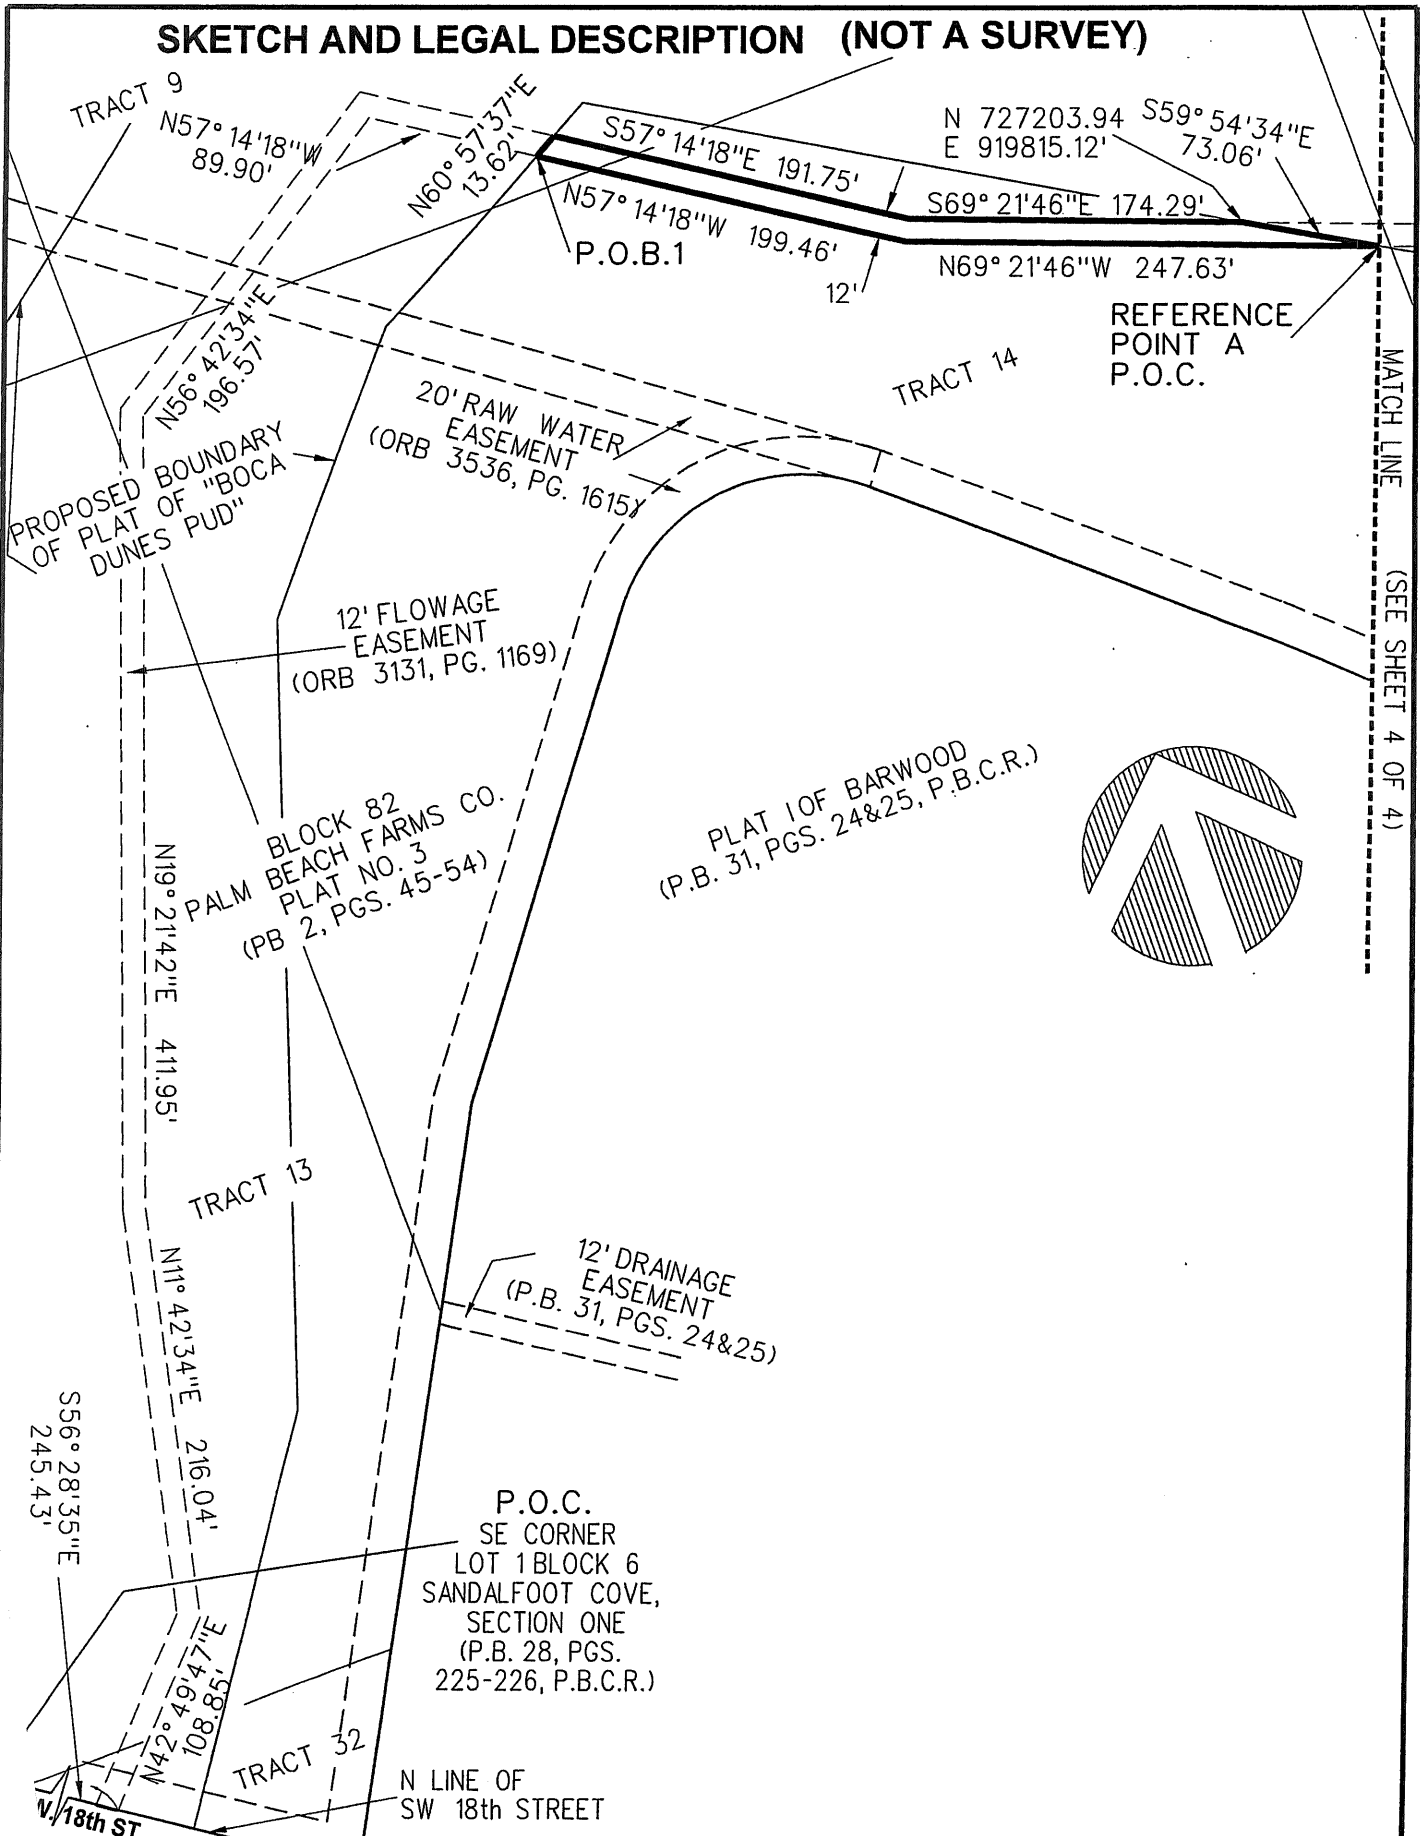 SKETCH AND LEGAL DESCRIPTION (NOT A SURVEY)
TRACT 9
N57°14'18"W
89.90'
N60°57'37"E
13.62'
S57°14'18"E 191.75'
N 727203.94
E 919815.12'
S59°54'34"E
73.06'
S69°21'46"E 174.29'
N57°14'18"W 199.46'
P.O.B.1
12'
N69°21'46"W 247.63'
REFERENCE
POINT A
P.O.C.
MATCH LINE (SEE SHEET 4 OF 4)
N56°42'34"E
196.57'
20' RAW WATER
EASEMENT
(ORB 3536, PG. 1615)
TRACT 14
PROPOSED BOUNDARY
OF PLAT OF "BOCA
DUNES PUD"
12' FLOWAGE
EASEMENT
(ORB 3131, PG. 1169)
PLAT 1 OF BARWOOD
(P.B. 31, PGS. 24&25, P.B.C.R.)
BLOCK 82
PALM BEACH FARMS CO.
PLAT NO. 3
(PB 2, PGS. 45-54)
N19°21'42"E 411.95'
TRACT 13
N11°42'34"E 216.04'
12' DRAINAGE
EASEMENT
(P.B. 31, PGS. 24&25)
S56°28'35"E
245.43'
P.O.C.
SE CORNER
LOT 1 BLOCK 6
SANDALFOOT COVE,
SECTION ONE
(P.B. 28, PGS.
225-226, P.B.C.R.)
N42°49'47"E
108.85'
TRACT 32
N LINE OF
SW 18th STREET
W. 18th ST